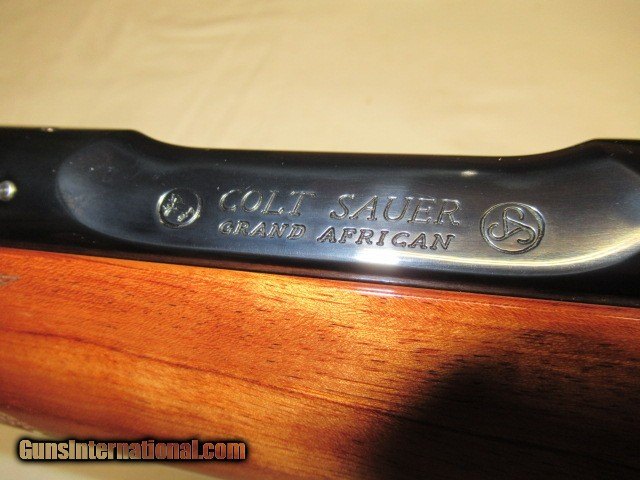 COLT SAUER
GRAND AFRICAN
GunsInternational.com